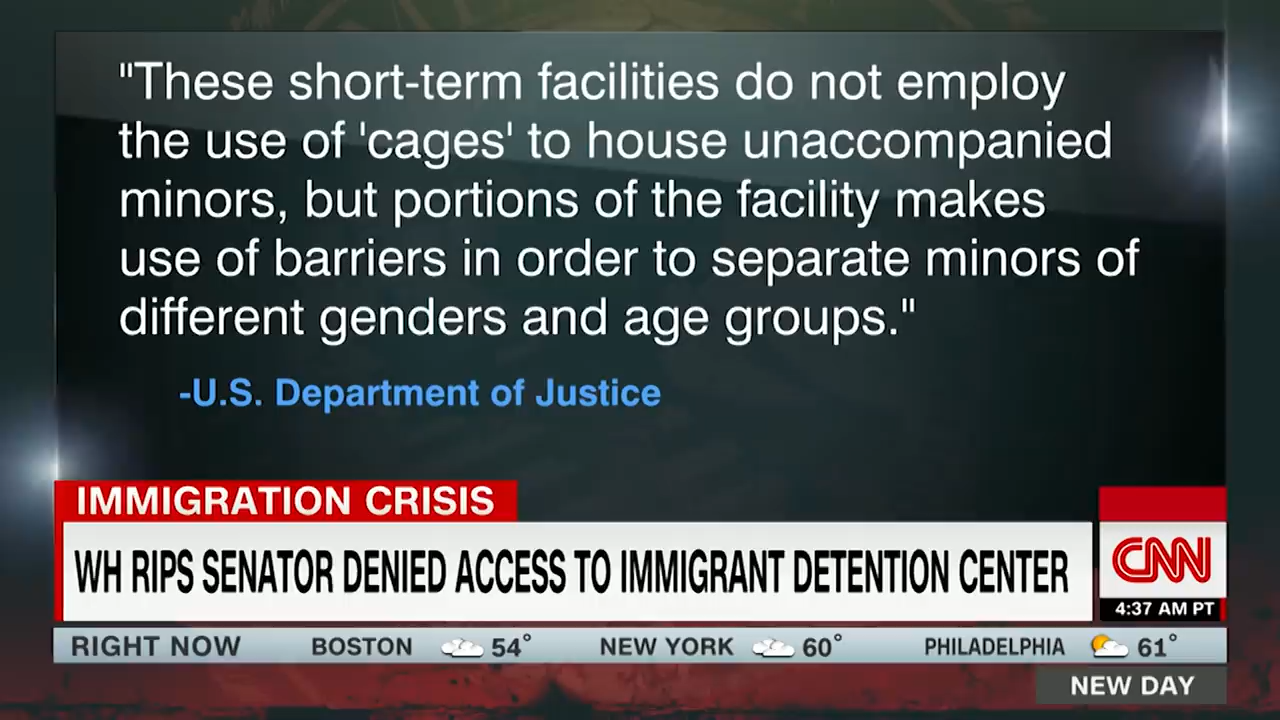 "These short-term facilities do not employ
the use of 'cages' to house unaccompanied
minors, but portions of the facility makes
use of barriers in order to separate minors of
different genders and age groups."
-U.S. Department of Justice
IMMIGRATION CRISIS
WH RIPS SENATOR DENIED ACCESS TO IMMIGRANT DETENTION CENTER
CNN
4:37 AM PT
RIGHT NOW BOSTON 54° NEW YORK 60° PHILADELPHIA 61°
NEW DAY